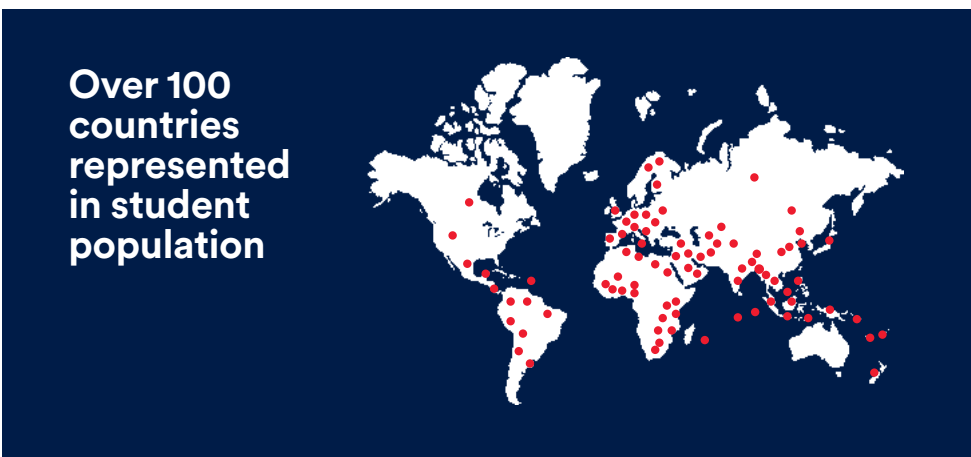 Over 100
countries
represented
in student
population